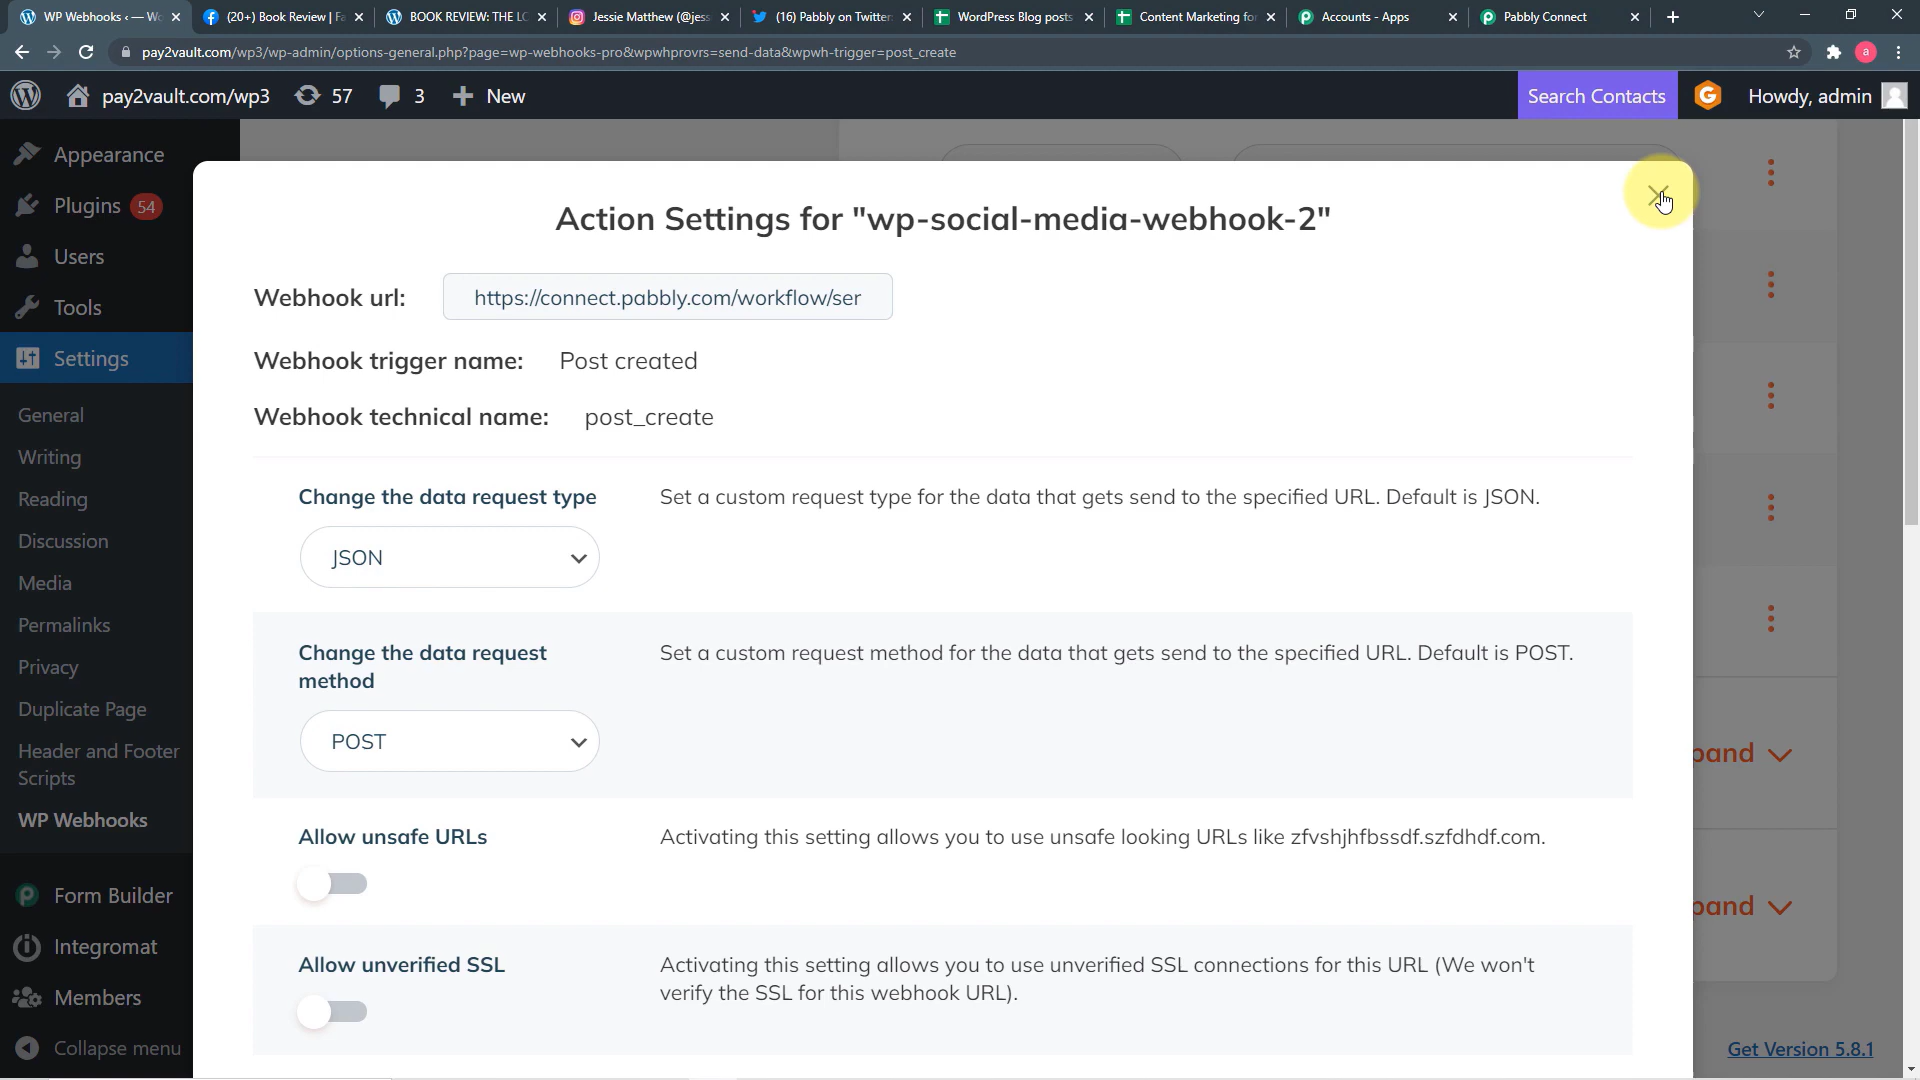 WP Webhooks ‹ — Wo
(20+) Book Review | Fa
BOOK REVIEW: THE LO
Jessie Matthew (@jess
(16) Pabbly on Twitter:
WordPress Blog posts
Content Marketing for
Accounts - Apps
Pabbly Connect
pay2vault.com/wp3/wp-admin/options-general.php?page=wp-webhooks-pro&wpwhprovrs=send-data&wpwh-trigger=post_create
a
pay2vault.com/wp3
57
3
New
Search Contacts
G
Howdy, admin
Appearance
Plugins 54
Users
Tools
Settings
General
Writing
Reading
Discussion
Media
Permalinks
Privacy
Duplicate Page
Header and Footer
Scripts
WP Webhooks
Form Builder
Integromat
Members
Collapse menu
Action Settings for "wp-social-media-webhook-2"
Webhook url: https://connect.pabbly.com/workflow/ser
Webhook trigger name: Post created
Webhook technical name: post_create
Change the data request type
Set a custom request type for the data that gets send to the specified URL. Default is JSON.
JSON
Change the data request
method
Set a custom request method for the data that gets send to the specified URL. Default is POST.
POST
Allow unsafe URLs
Activating this setting allows you to use unsafe looking URLs like zfvshjhfbssdf.szfdhdf.com.
Allow unverified SSL
Activating this setting allows you to use unverified SSL connections for this URL (We won't
verify the SSL for this webhook URL).
pand
pand
Get Version 5.8.1